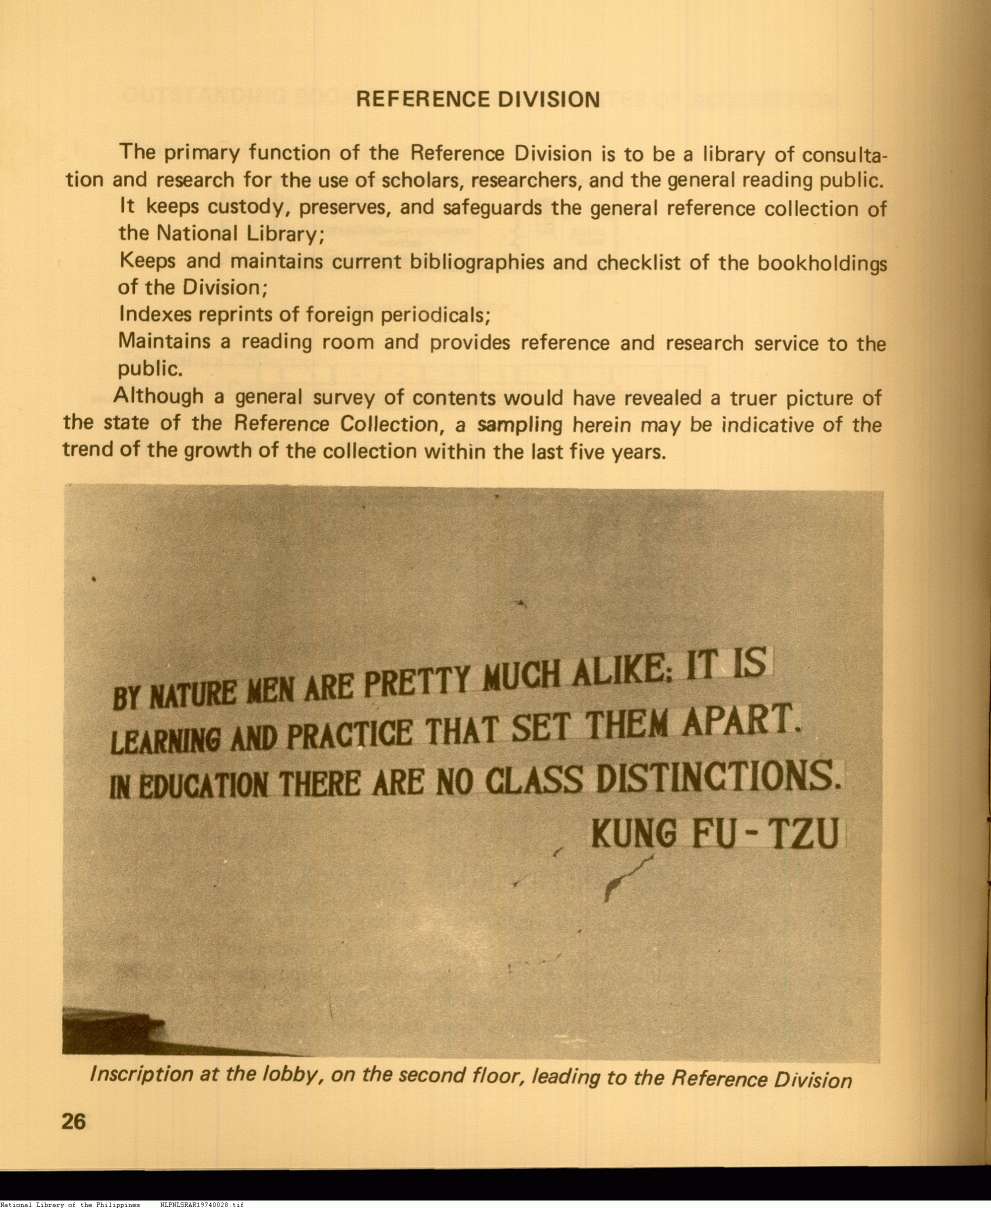 REFERENCE DIVISION
The primary function of the Reference Division is to be a library of consulta-
tion and research for the use of scholars, researchers, and the general reading public.
It keeps custody, preserves, and safeguards the general reference collection of
the National Library;
Keeps and maintains current bibliographies and checklist of the bookholdings
of the Division;
Indexes reprints of foreign periodicals;
Maintains a reading room and provides reference and research service to the
public.
Although a general survey of contents would have revealed a truer picture of
the state of the Reference Collection, a sampling herein may be indicative of the
trend of the growth of the collection within the last five years.
BY NATURE MEN ARE PRETTY MUCH ALIKE; IT IS
LEARNING AND PRACTICE THAT SET THEM APART.
IN EDUCATION THERE ARE NO CLASS DISTINCTIONS.
KUNG FU - TZU
Inscription at the lobby, on the second floor, leading to the Reference Division
26
National Library of the Philippines NLPNLSRAR19740028.tif